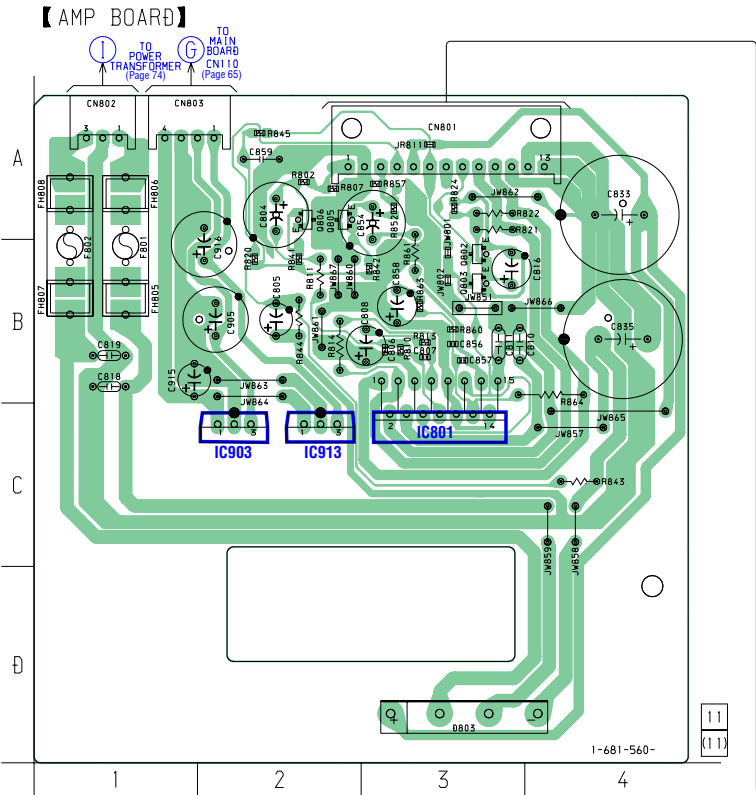 【AMP BOARD】
I
TO
POWER
TRANSFORMER
(Page 74)
G
TO
MAIN
BOARD
CN110
(Page 65)
CN802
CN803
3 1
4 1
R845
C859
CN801
JR811
1
13
A
FH808
FH806
R802
R807
R857
R824
JW862
C833
C804
Q806
Q805
E
E
C854
R852
R822
R821
JW801
F802
F801
C916
R820
R841
R811
JW867
JW860
R842
C858
R861
R863
JW802
Q802
Q803
E
E
C816
B
FH807
FH805
C905
C805
R844
JW861
R814
C808
JW851
JW866
C835
R860
R813
C856
C807
C857
C810
C819
C818
C915
JW863
JW864
1
15
R864
JW865
JW857
1 3
1 3
2
14
IC903
IC913
IC801
C
R843
JW859
JW858
D
+
-
D803
1-681-560-
11
(11)
1
2
3
4